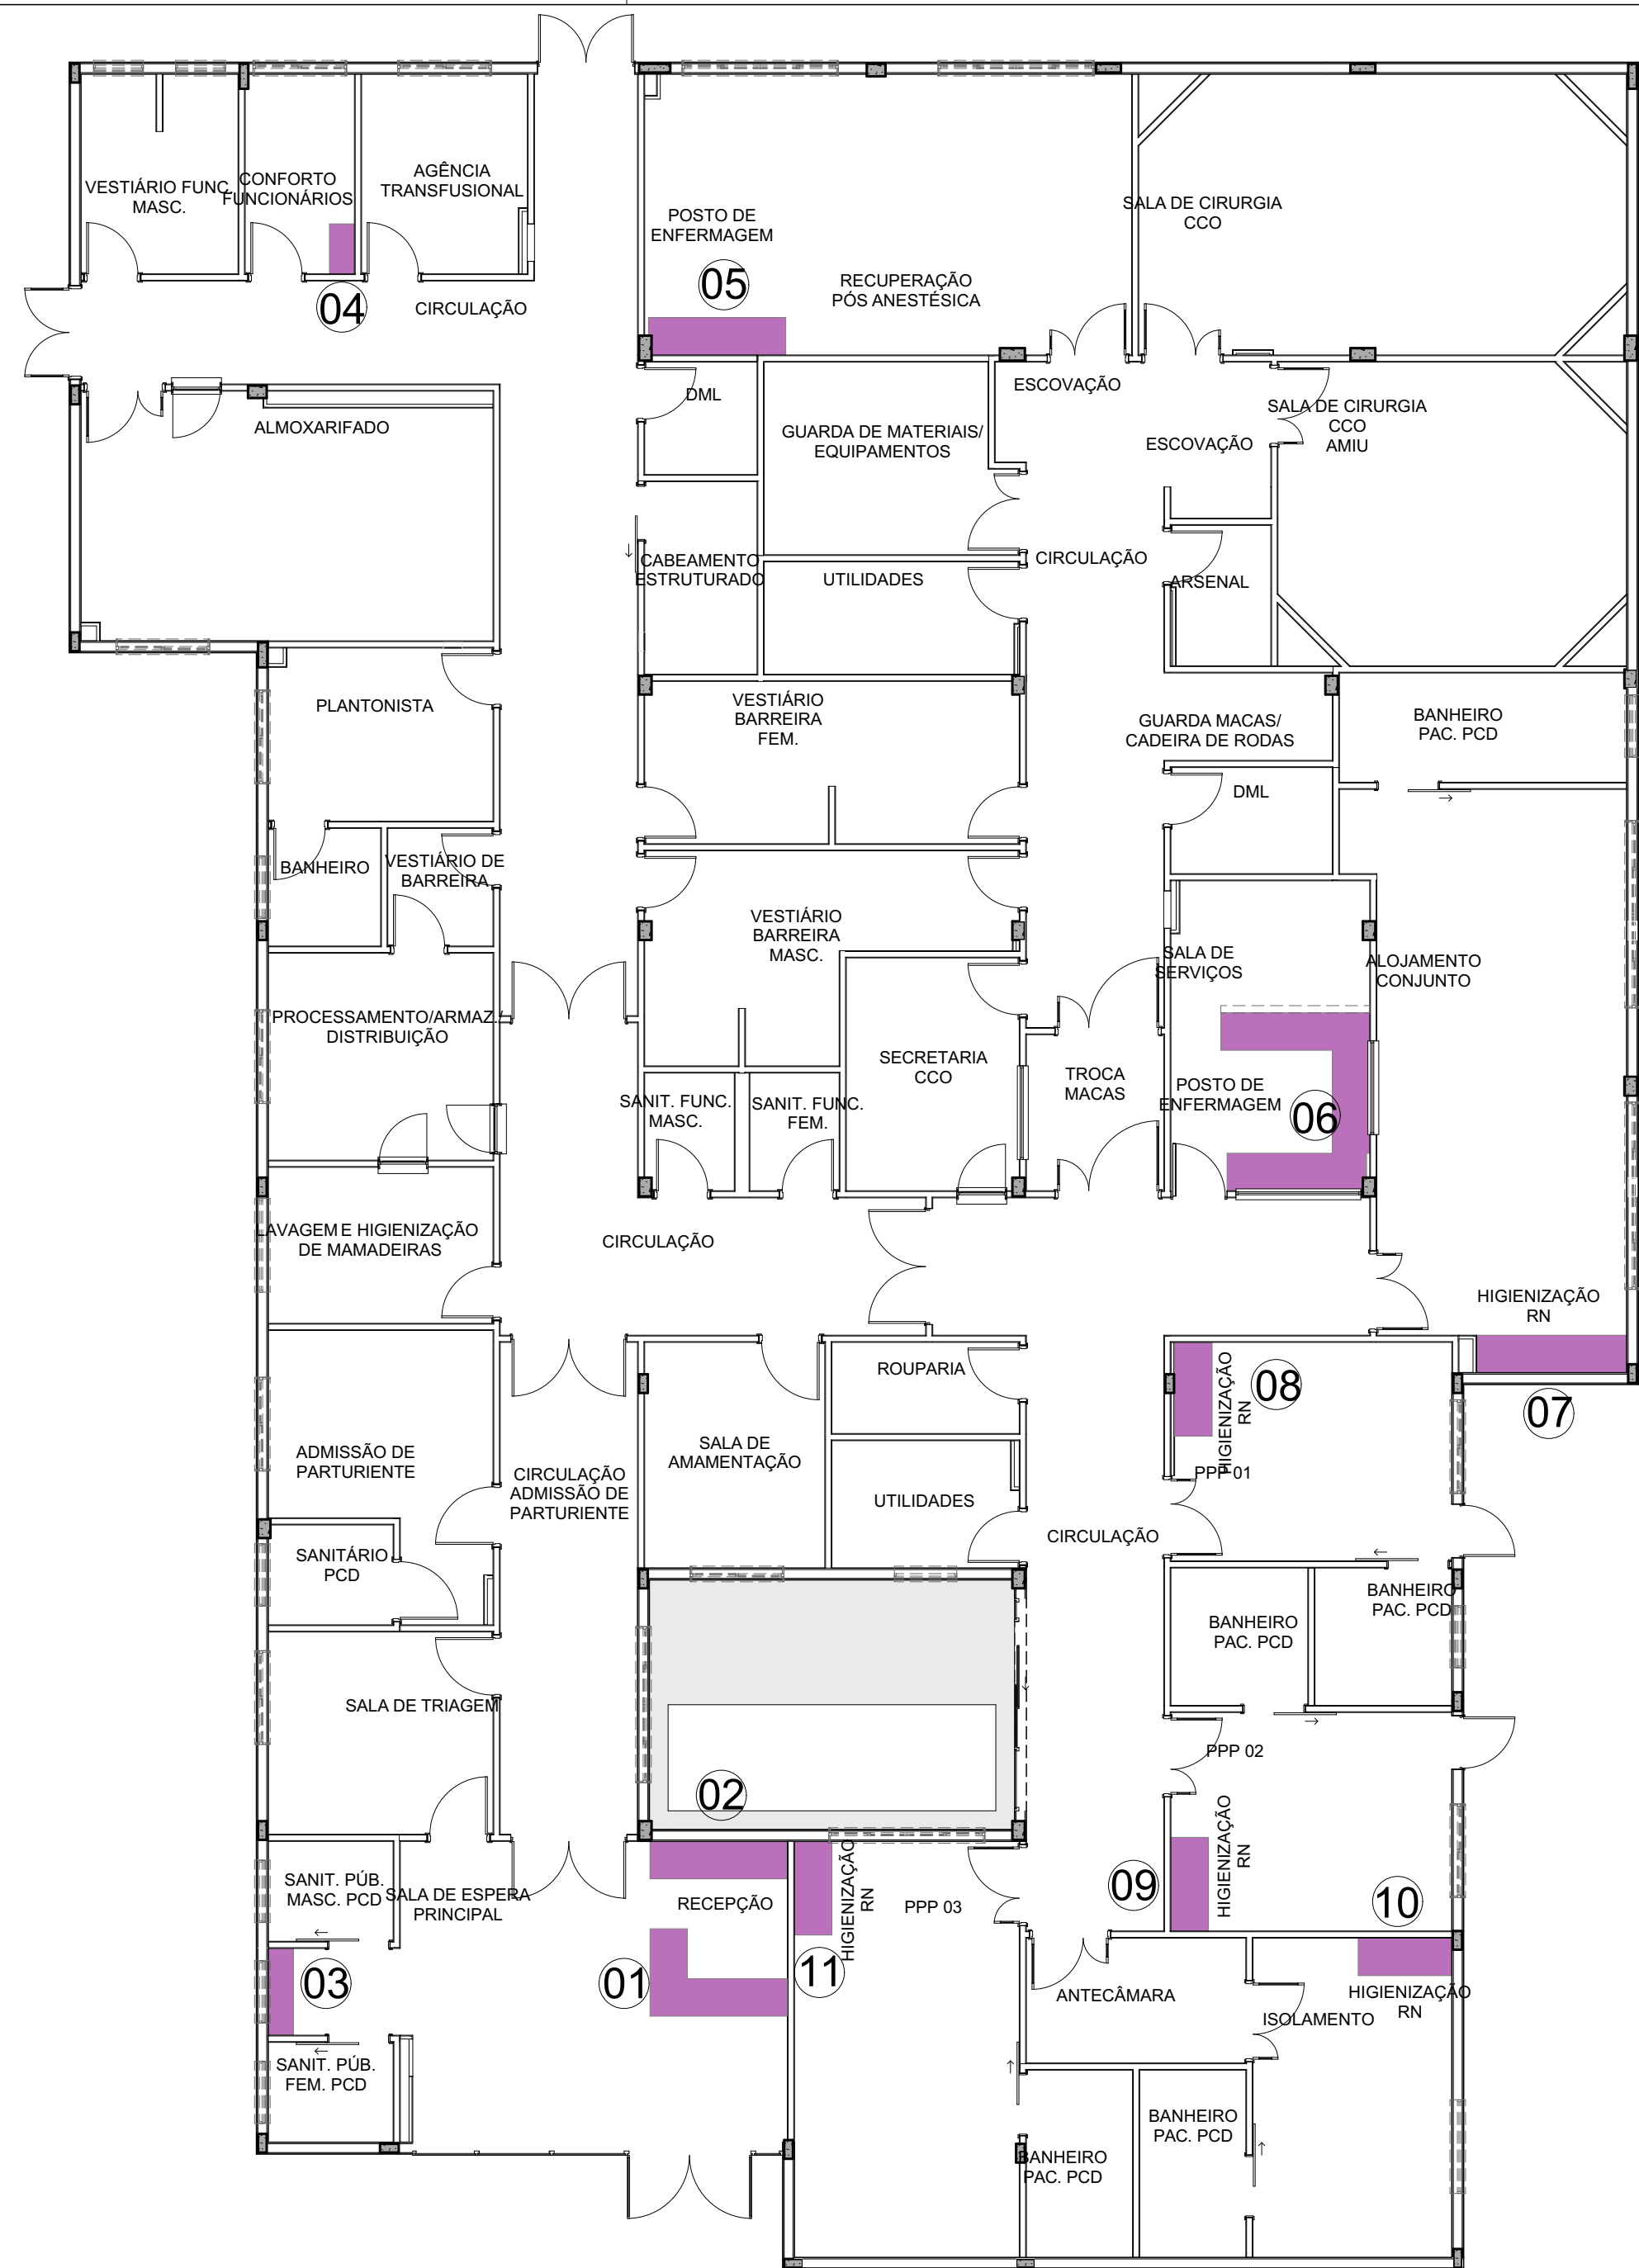 VESTIÁRIO FUNC.
MASC.
CONFORTO
FUNCIONÁRIOS
AGÊNCIA
TRANSFUSIONAL
04
CIRCULAÇÃO
POSTO DE
ENFERMAGEM
05
RECUPERAÇÃO
PÓS ANESTÉSICA
SALA DE CIRURGIA
CCO
ALMOXARIFADO
DML
GUARDA DE MATERIAIS/
EQUIPAMENTOS
ESCOVAÇÃO
ESCOVAÇÃO
SALA DE CIRURGIA
CCO
AMIU
CABEAMENTO
ESTRUTURADO
UTILIDADES
CIRCULAÇÃO
ARSENAL
PLANTONISTA
VESTIÁRIO
BARREIRA
FEM.
GUARDA MACAS/
CADEIRA DE RODAS
BANHEIRO
PAC. PCD
DML
BANHEIRO
VESTIÁRIO DE
BARREIRA
VESTIÁRIO
BARREIRA
MASC.
SALA DE
SERVIÇOS
ALOJAMENTO
CONJUNTO
PROCESSAMENTO/ARMAZ./
DISTRIBUIÇÃO
SECRETARIA
CCO
TROCA
MACAS
POSTO DE
ENFERMAGEM
06
SANIT. FUNC.
MASC.
SANIT. FUNC.
FEM.
LAVAGEM E HIGIENIZAÇÃO
DE MAMADEIRAS
CIRCULAÇÃO
HIGIENIZAÇÃO
RN
07
ROUPARIA
HIGIENIZAÇÃO
RN
08
PPP 01
ADMISSÃO DE
PARTURIENTE
CIRCULAÇÃO
ADMISSÃO DE
PARTURIENTE
SALA DE
AMAMENTAÇÃO
UTILIDADES
CIRCULAÇÃO
SANITÁRIO
PCD
BANHEIRO
PAC. PCD
BANHEIRO
PAC. PCD
SALA DE TRIAGEM
02
PPP 02
HIGIENIZAÇÃO
RN
09
10
SANIT. PÚB.
MASC. PCD
SALA DE ESPERA
PRINCIPAL
RECEPÇÃO
HIGIENIZAÇÃO
RN
PPP 03
03
01
11
ANTECÂMARA
ISOLAMENTO
HIGIENIZAÇÃO
RN
SANIT. PÚB.
FEM. PCD
BANHEIRO
PAC. PCD
BANHEIRO
PAC. PCD